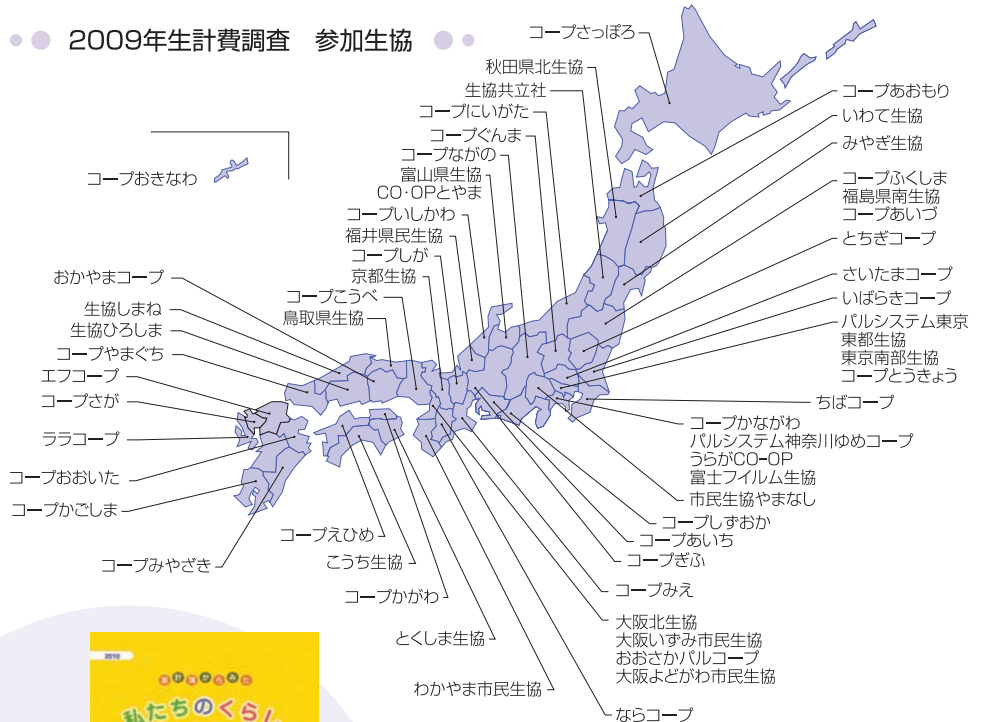 2009年生計費調査　参加生協
コープさっぽろ
秋田県北生協
生協共立社
コープにいがた
コープぐんま
コープながの
富山県生協
CO・OPとやま
コープいしかわ
福井県民生協
コープしが
京都生協
コープこうべ
鳥取県生協
コープおきなわ
おかやまコープ
生協しまね
生協ひろしま
コープやまぐち
エフコープ
コープさが
ララコープ
コープおおいた
コープかごしま
コープみやざき
コープあおもり
いわて生協
みやぎ生協
コープふくしま
福島県南生協
コープあいづ
とちぎコープ
さいたまコープ
いばらきコープ
パルシステム東京
東都生協
東京南部生協
コープとうきょう
ちばコープ
コープかながわ
パルシステム神奈川ゆめコープ
うらがCO-OP
富士フイルム生協
市民生協やまなし
コープしずおか
コープあいち
コープぎふ
コープみえ
大阪北生協
大阪いずみ市民生協
おおさかパルコープ
大阪よどがわ市民生協
ならコープ
コープえひめ
こうち生協
コープかがわ
とくしま生協
わかやま市民生協
2010
家計簿からみた
私たちのくらし